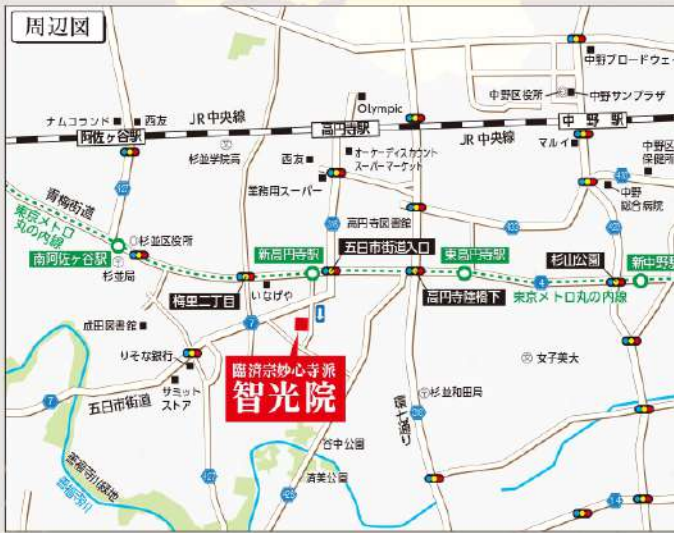 周辺図
中野ブロードウェイ
中野区役所
中野サンプラザ
Olympic
ナムコランド
西友
JR中央線
高円寺駅
JR中央線
中野駅
阿佐ヶ谷駅
マルイ
中野区
保健所
杉並学院高
西友
オーケーディスカウント
スーパーマーケット
業務用スーパー
中野
総合病院
青梅街道
東京メトロ
丸の内線
127
杉並区役所
高円寺図書館
南阿佐ヶ谷駅
新高円寺駅
五日市街道入口
東高円寺駅
杉山公園
新中野駅
杉並局
梅里二丁目
いなげや
高円寺陸橋下
4
東京メトロ丸の内線
成田図書館
7
りそな銀行
臨済宗妙心寺派
智光院
女子美大
サミット
ストア
杉並和田局
7
五日市街道
環七通り
谷中公園
済美公園
善福寺川緑地
善福寺川